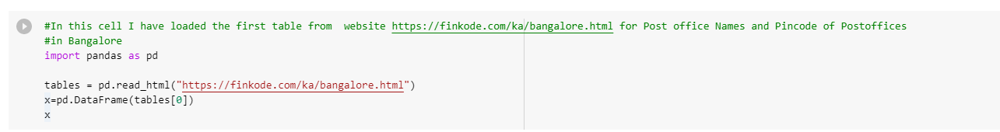 #In this cell I have loaded the first table from  website https://finkode.com/ka/bangalore.html for Post office Names and Pincode of Postoffices
#in Bangalore
import pandas as pd
tables = pd.read_html("https://finkode.com/ka/bangalore.html")
x=pd.DataFrame(tables[0])
x